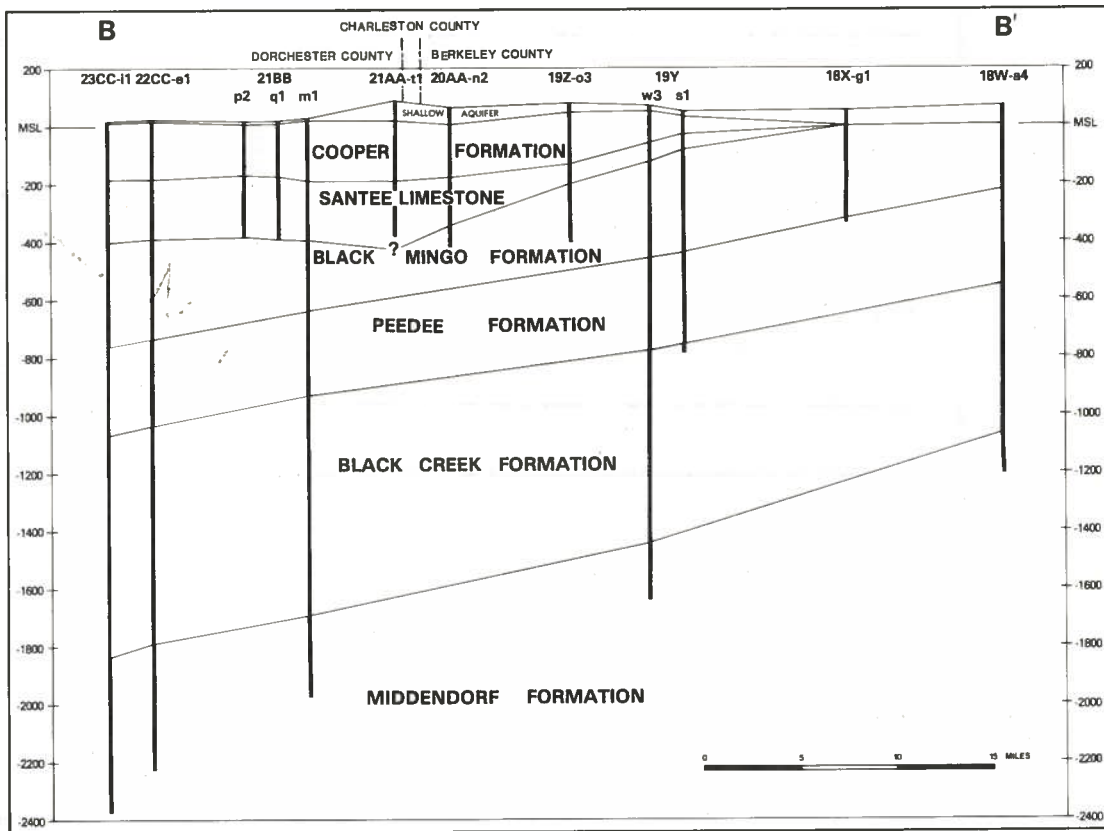 B B'
CHARLESTON COUNTY
DORCHESTER COUNTY BERKELEY COUNTY
200 23CC-i1 22CC-e1 21BB 21AA-t1 20AA-n2 19Z-o3 19Y 18X-g1 18W-a4 200
p2 q1 m1 w3 s1
SHALLOW AQUIFER
MSL MSL
COOPER FORMATION
-200 -200
SANTEE LIMESTONE
-400 ? -400
BLACK MINGO FORMATION
-600 -600
PEEDEE FORMATION
-800 -800
-1000 -1000
BLACK CREEK FORMATION
-1200 -1200
-1400 -1400
-1600 -1600
-1800 -1800
MIDDENDORF FORMATION
-2000 -2000
0 5 10 15 MILES
-2200 -2200
-2400 -2400